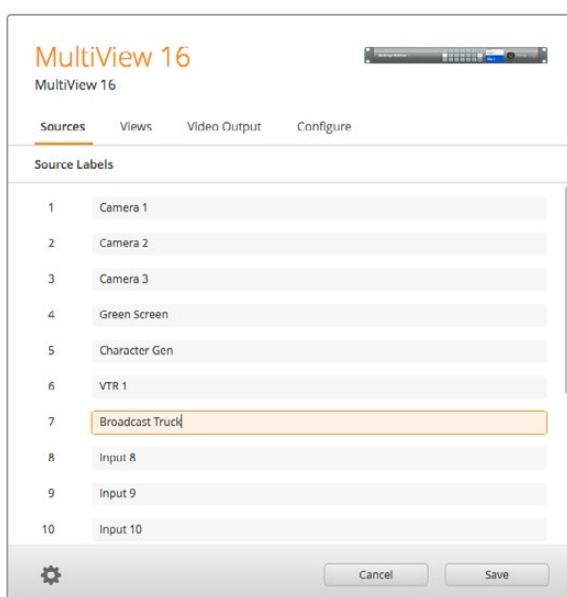 MultiView 16
MultiView 16
Sources Views Video Output Configure
Source Labels
1 Camera 1
2 Camera 2
3 Camera 3
4 Green Screen
5 Character Gen
6 VTR 1
7 Broadcast Truck
8 Input 8
9 Input 9
10 Input 10
Cancel Save